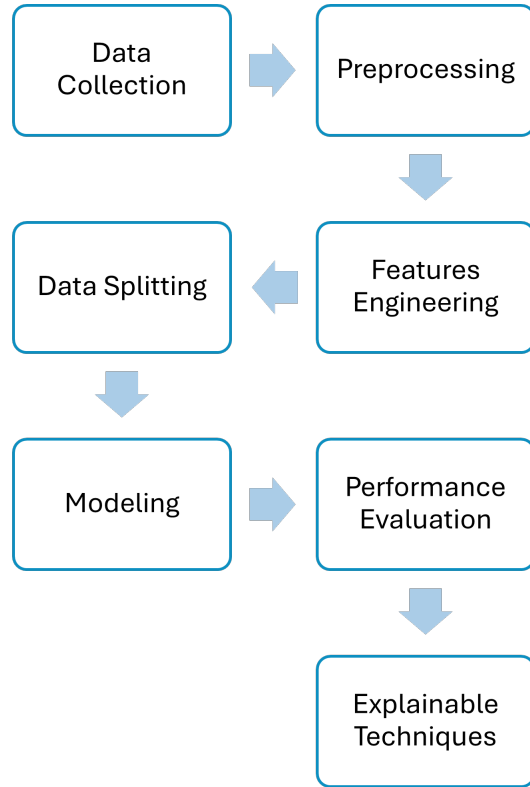 Data
Collection
Preprocessing
Features
Engineering
Data Splitting
Modeling
Performance
Evaluation
Explainable
Techniques